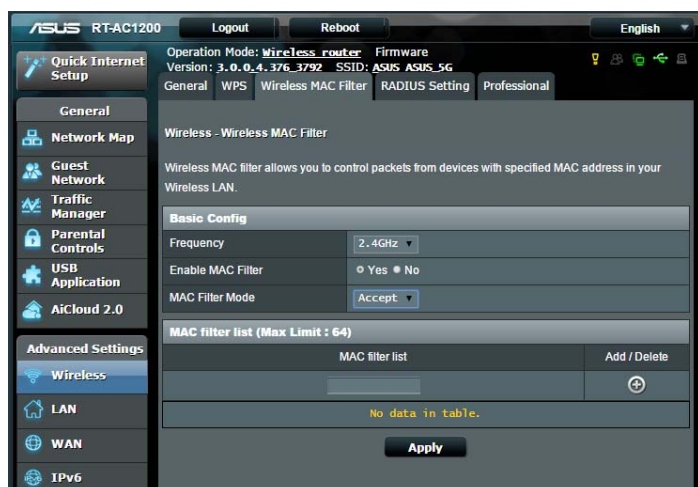 ASUS RT-AC1200 Logout Reboot English
Quick Internet Setup
Operation Mode: Wireless router Firmware
Version: 3.0.0.4.376_3792 SSID: ASUS ASUS_5G
General WPS Wireless MAC Filter RADIUS Setting Professional
General
Network Map
Guest Network
Traffic Manager
Parental Controls
USB Application
AiCloud 2.0
Advanced Settings
Wireless
LAN
WAN
IPv6
Wireless - Wireless MAC Filter
Wireless MAC filter allows you to control packets from devices with specified MAC address in your
Wireless LAN.
Basic Config
Frequency 2.4GHz
Enable MAC Filter Yes No
MAC Filter Mode Accept
MAC filter list (Max Limit : 64)
MAC filter list Add / Delete
No data in table.
Apply